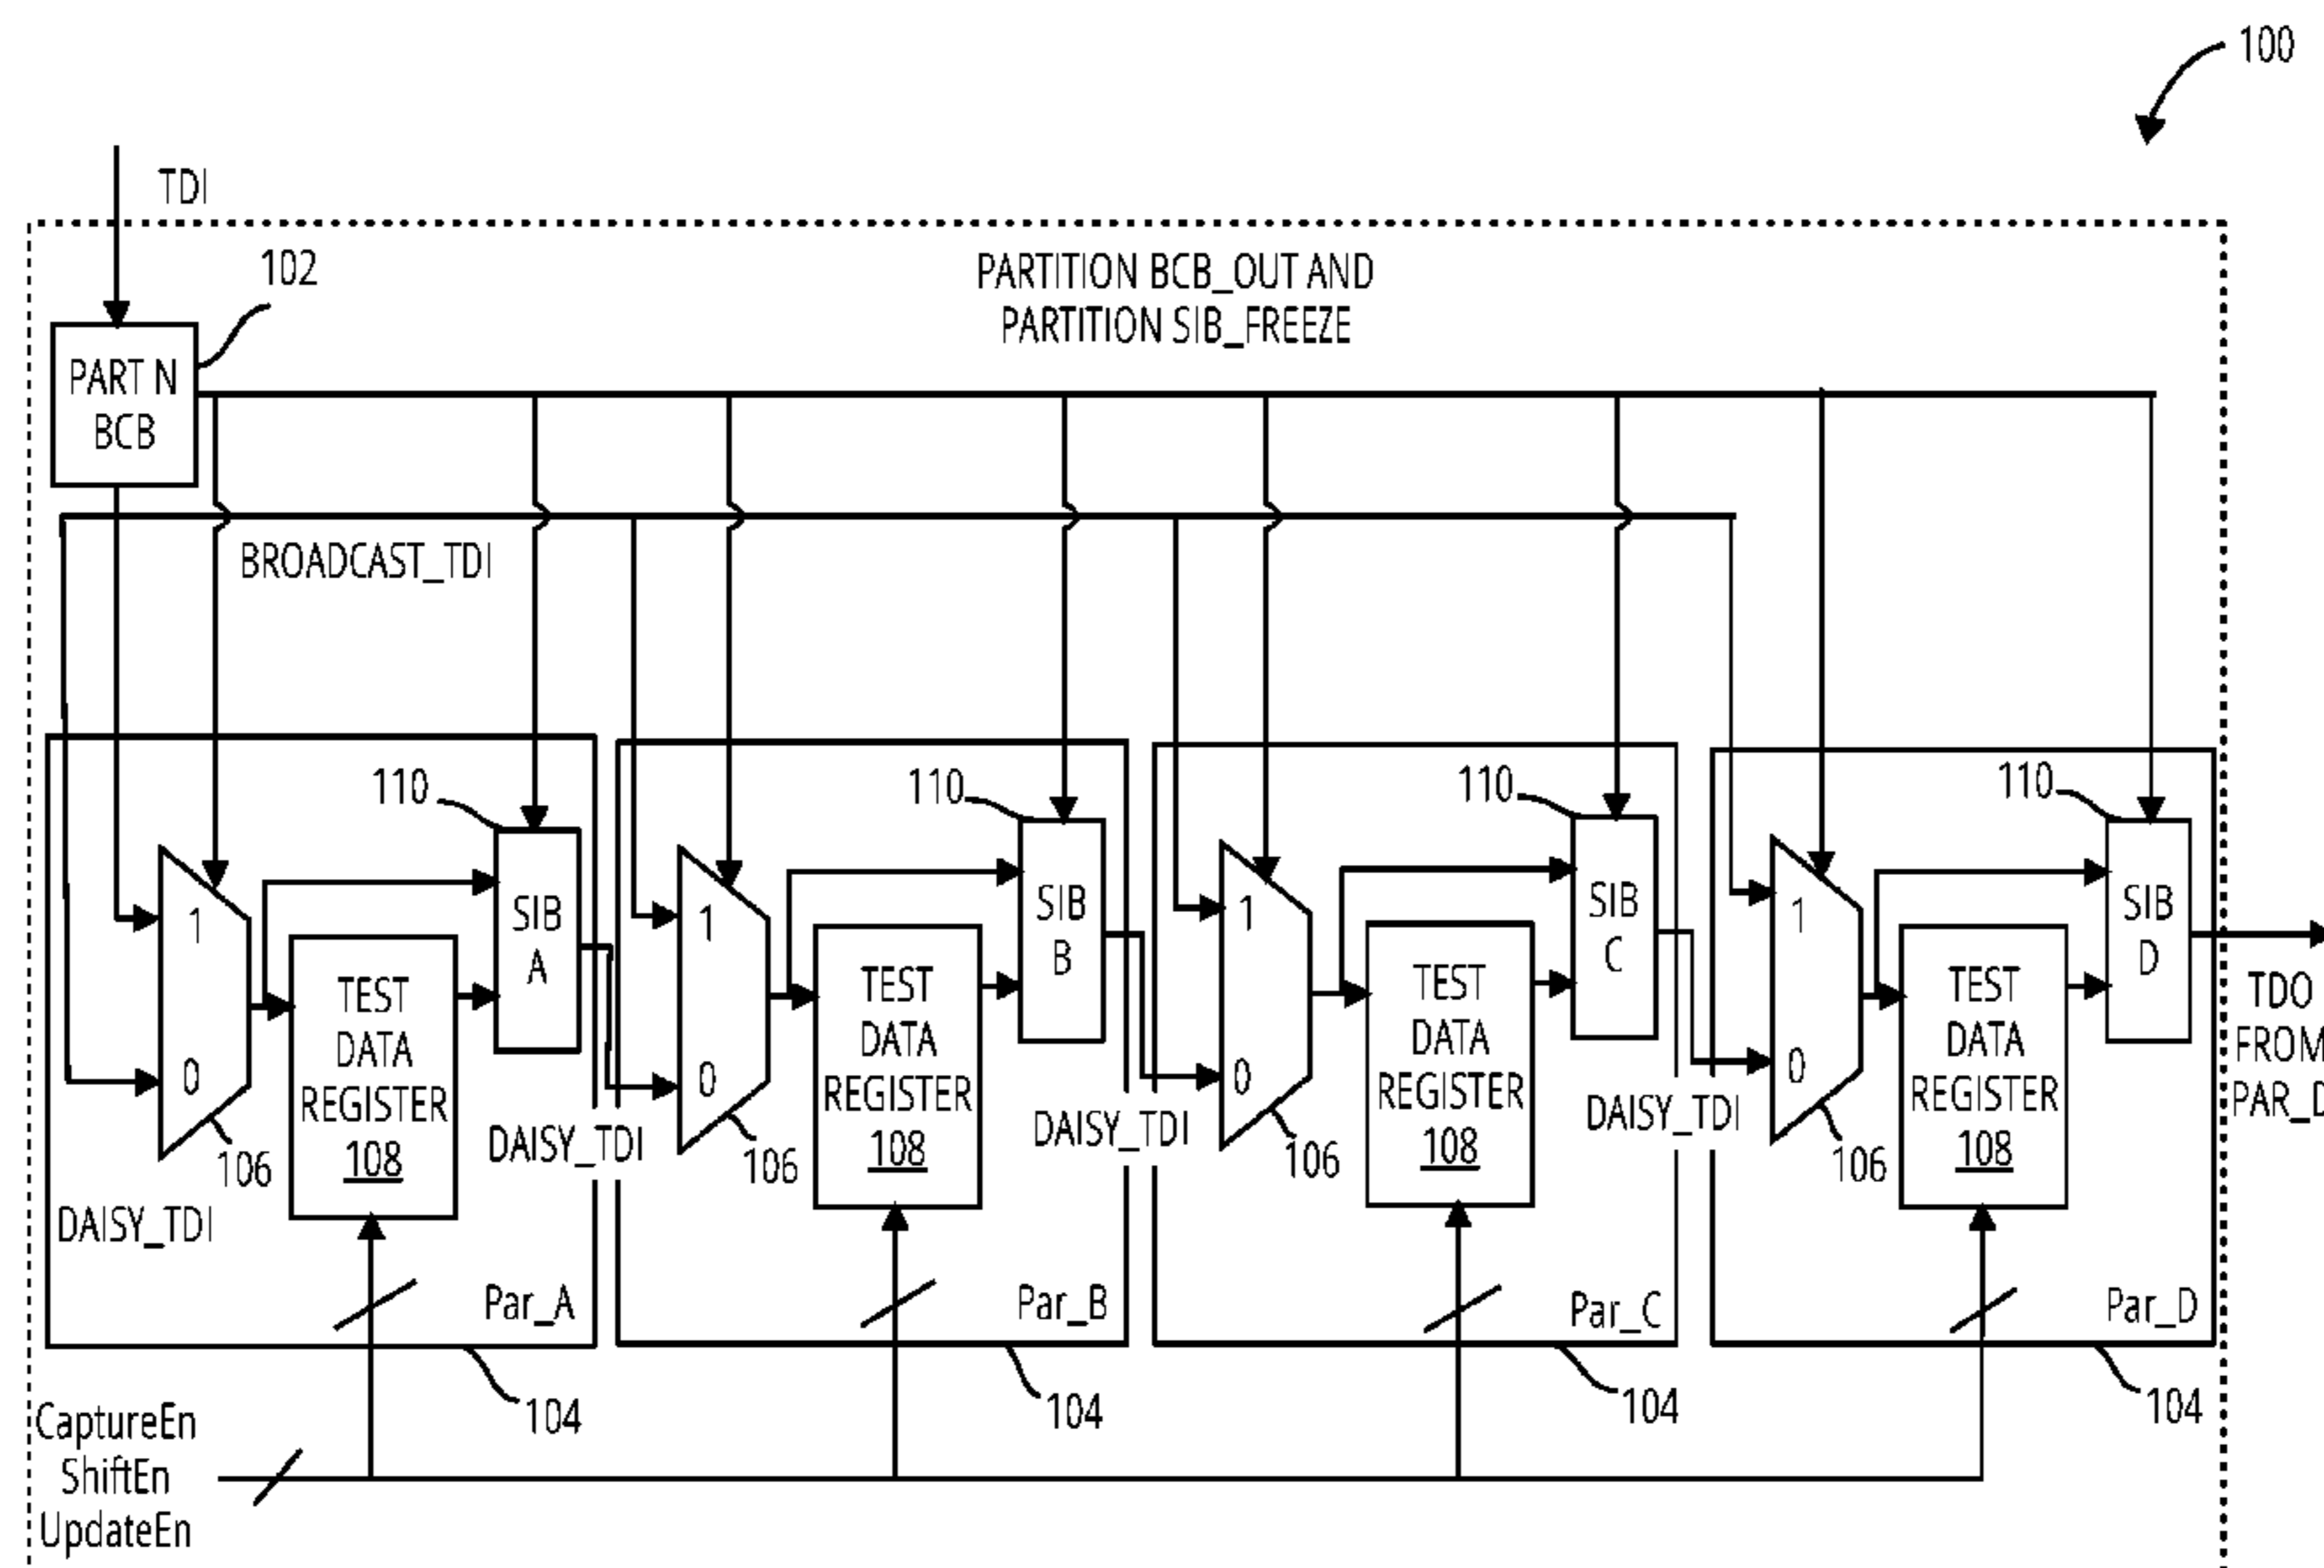 100
TDI
102
PARTITION BCB_OUT AND
PARTITION SIB_FREEZE
PART N
BCB
BROADCAST_TDI
110
110
110
110
1
SIB
A
1
SIB
B
1
SIB
C
1
SIB
D
0
TEST
DATA
REGISTER
108
0
TEST
DATA
REGISTER
108
0
TEST
DATA
REGISTER
108
0
TEST
DATA
REGISTER
108
TDO
FROM
PAR_D
106
DAISY_TDI
106
DAISY_TDI
106
DAISY_TDI
106
DAISY_TDI
Par_A
Par_B
Par_C
Par_D
104
104
104
104
CaptureEn
ShiftEn
UpdateEn